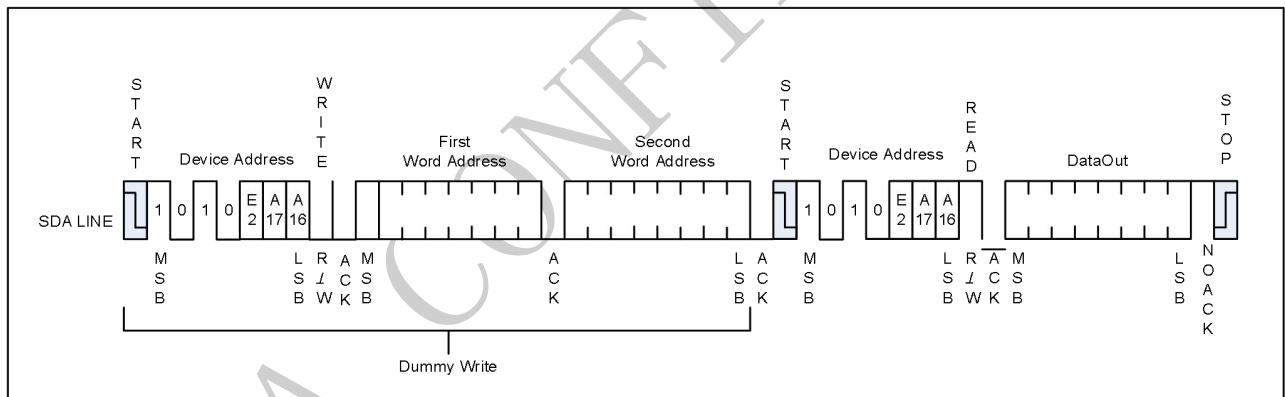 START
WRITE
START
READ
STOP
Device Address
First
Word Address
Second
Word Address
Device Address
DataOut
SDA LINE
1 0 1 0 E2 A17 A16
1 0 1 0 E2 A17 A16
MSB
LSB
R/W
ACK
MSB
ACK
LSB
ACK
MSB
LSB
R/W
ACK
MSB
LSB
NOACK
Dummy Write
A CONFI